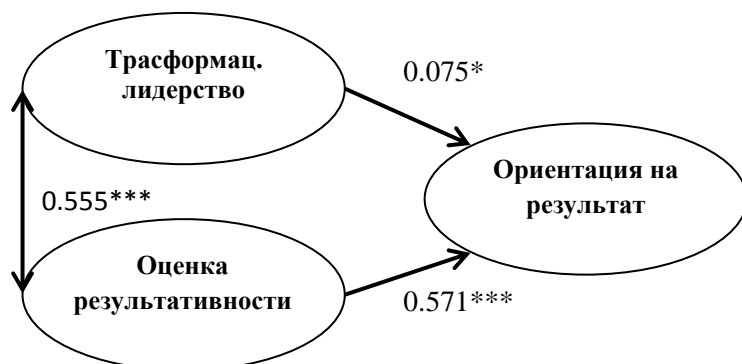 Трасформац.
лидерство
0.075*
Ориентация на
результат
0.555***
Оценка
результативности
0.571***